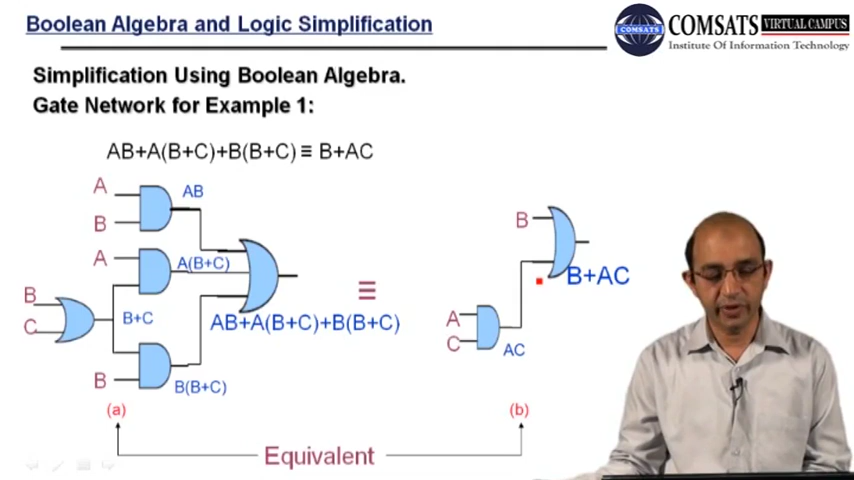 Boolean Algebra and Logic Simplification
COMSATS VIRTUAL CAMPUS
Institute Of Information Technology
COMSATS
Simplification Using Boolean Algebra.
Gate Network for Example 1:
AB+A(B+C)+B(B+C) ≡ B+AC
A
AB
B
A
A(B+C)
B
C
B+C
AB+A(B+C)+B(B+C)
B
B(B+C)
(a)
≡
B
B+AC
A
C
AC
(b)
Equivalent